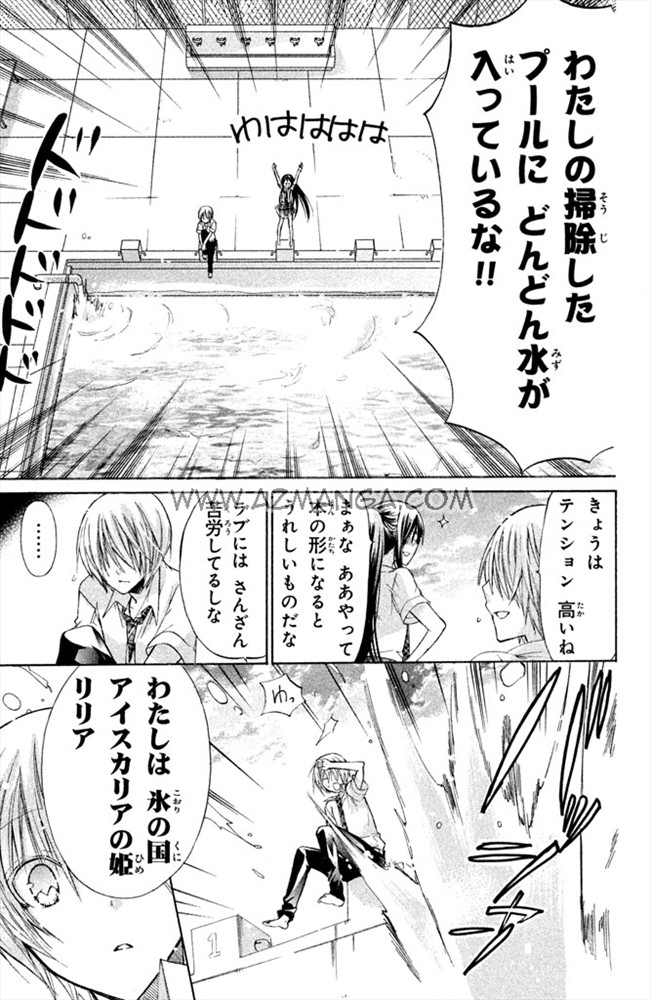 わたしの掃除した
プールに どんどん水が
入っているな!!
わはははは
ドドドドド
WWW.AZMANGA.COM
きょうは
テンション 高いね
まぁな ああやって
本の形になると
うれしいものだな
ラブには さんざん
苦労してるしな
……
わっ
わたしは 氷の国
アイスカリアの姫
リリア
1